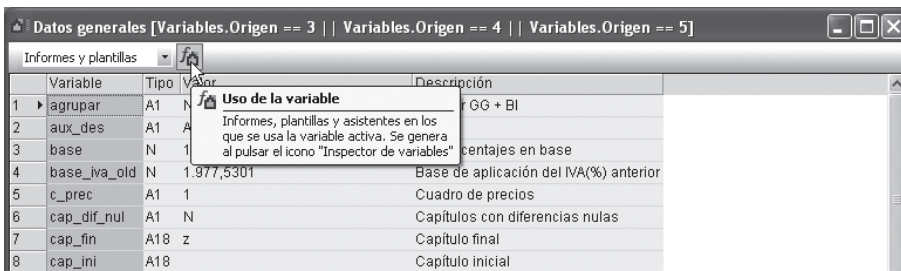 Datos generales [Variables.Origen == 3 || Variables.Origen == 4 || Variables.Origen == 5]
Informes y plantillas
Variable Tipo Valor Descripción
1 agrupar A1 N r GG + BI
2 aux_des A1 A
3 base N 1 centajes en base
4 base_iva_old N 1.977,5301 Base de aplicación del IVA(%) anterior
5 c_prec A1 1 Cuadro de precios
6 cap_dif_nul A1 N Capítulos con diferencias nulas
7 cap_fin A18 z Capítulo final
8 cap_ini A18 Capítulo inicial
Uso de la variable
Informes, plantillas y asistentes en los
que se usa la variable activa. Se genera
al pulsar el icono "Inspector de variables"